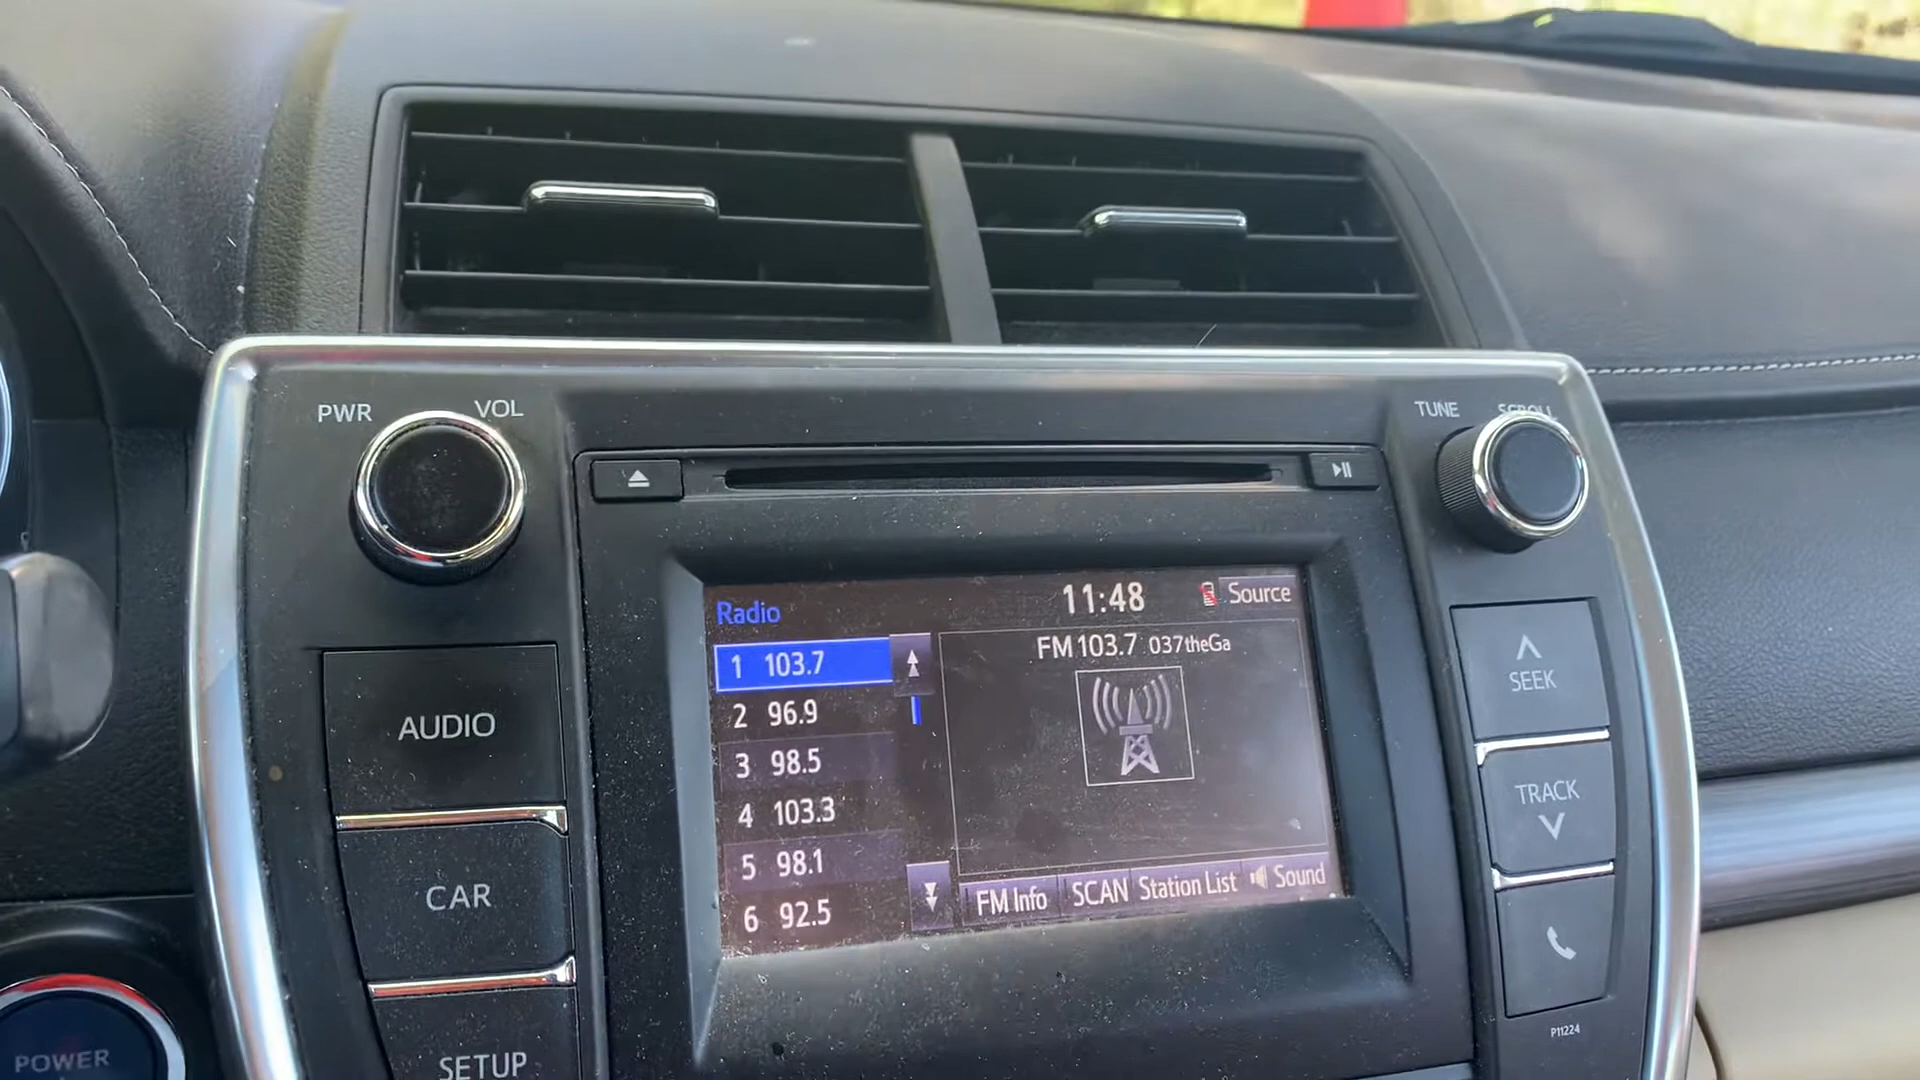 PWR
VOL
TUNE
SCROLL
AUDIO
CAR
SETUP
POWER
Radio
11:48
Source
1 103.7
2 96.9
3 98.5
4 103.3
5 98.1
6 92.5
FM 103.7 037theGa
FM Info
SCAN
Station List
Sound
SEEK
TRACK
P11224